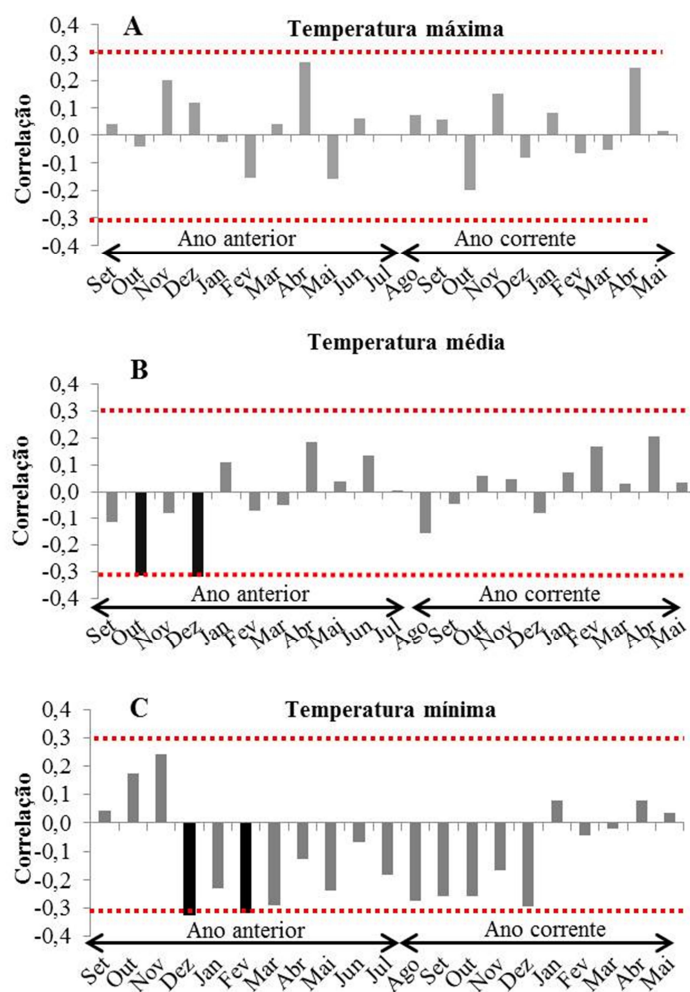 A
Temperatura máxima
Correlação
0,4
0,3
0,2
0,1
0,0
-0,1
-0,2
-0,3
-0,4
Ano anterior
Ano corrente
Set Out Nov Dez Jan Fev Mar Abr Mai Jun Jul Ago Set Out Nov Dez Jan Fev Mar Abr Mai
Temperatura média
B
Correlação
0,4
0,3
0,2
0,1
0,0
-0,1
-0,2
-0,3
-0,4
Ano anterior
Ano corrente
Set Out Nov Dez Jan Fev Mar Abr Mai Jun Jul Ago Set Out Nov Dez Jan Fev Mar Abr Mai
C
Temperatura mínima
Correlação
0,4
0,3
0,2
0,1
0,0
-0,1
-0,2
-0,3
-0,4
Ano anterior
Ano corrente
Set Out Nov Dez Jan Fev Mar Abr Mai Jun Jul Ago Set Out Nov Dez Jan Fev Mar Abr Mai